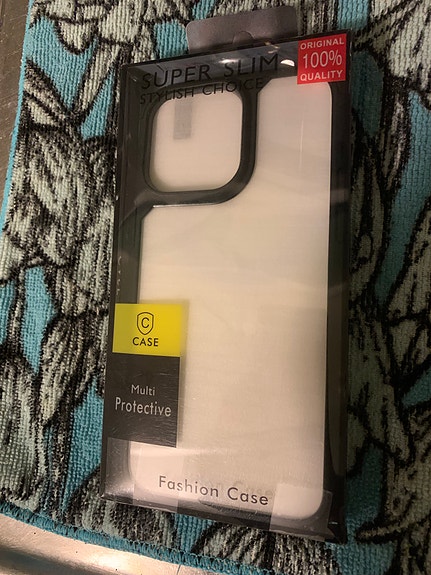 SUPER SLIM
STYLISH CHOICE
ORIGINAL
100%
QUALITY
C
CASE
Multi
Protective
Fashion Case